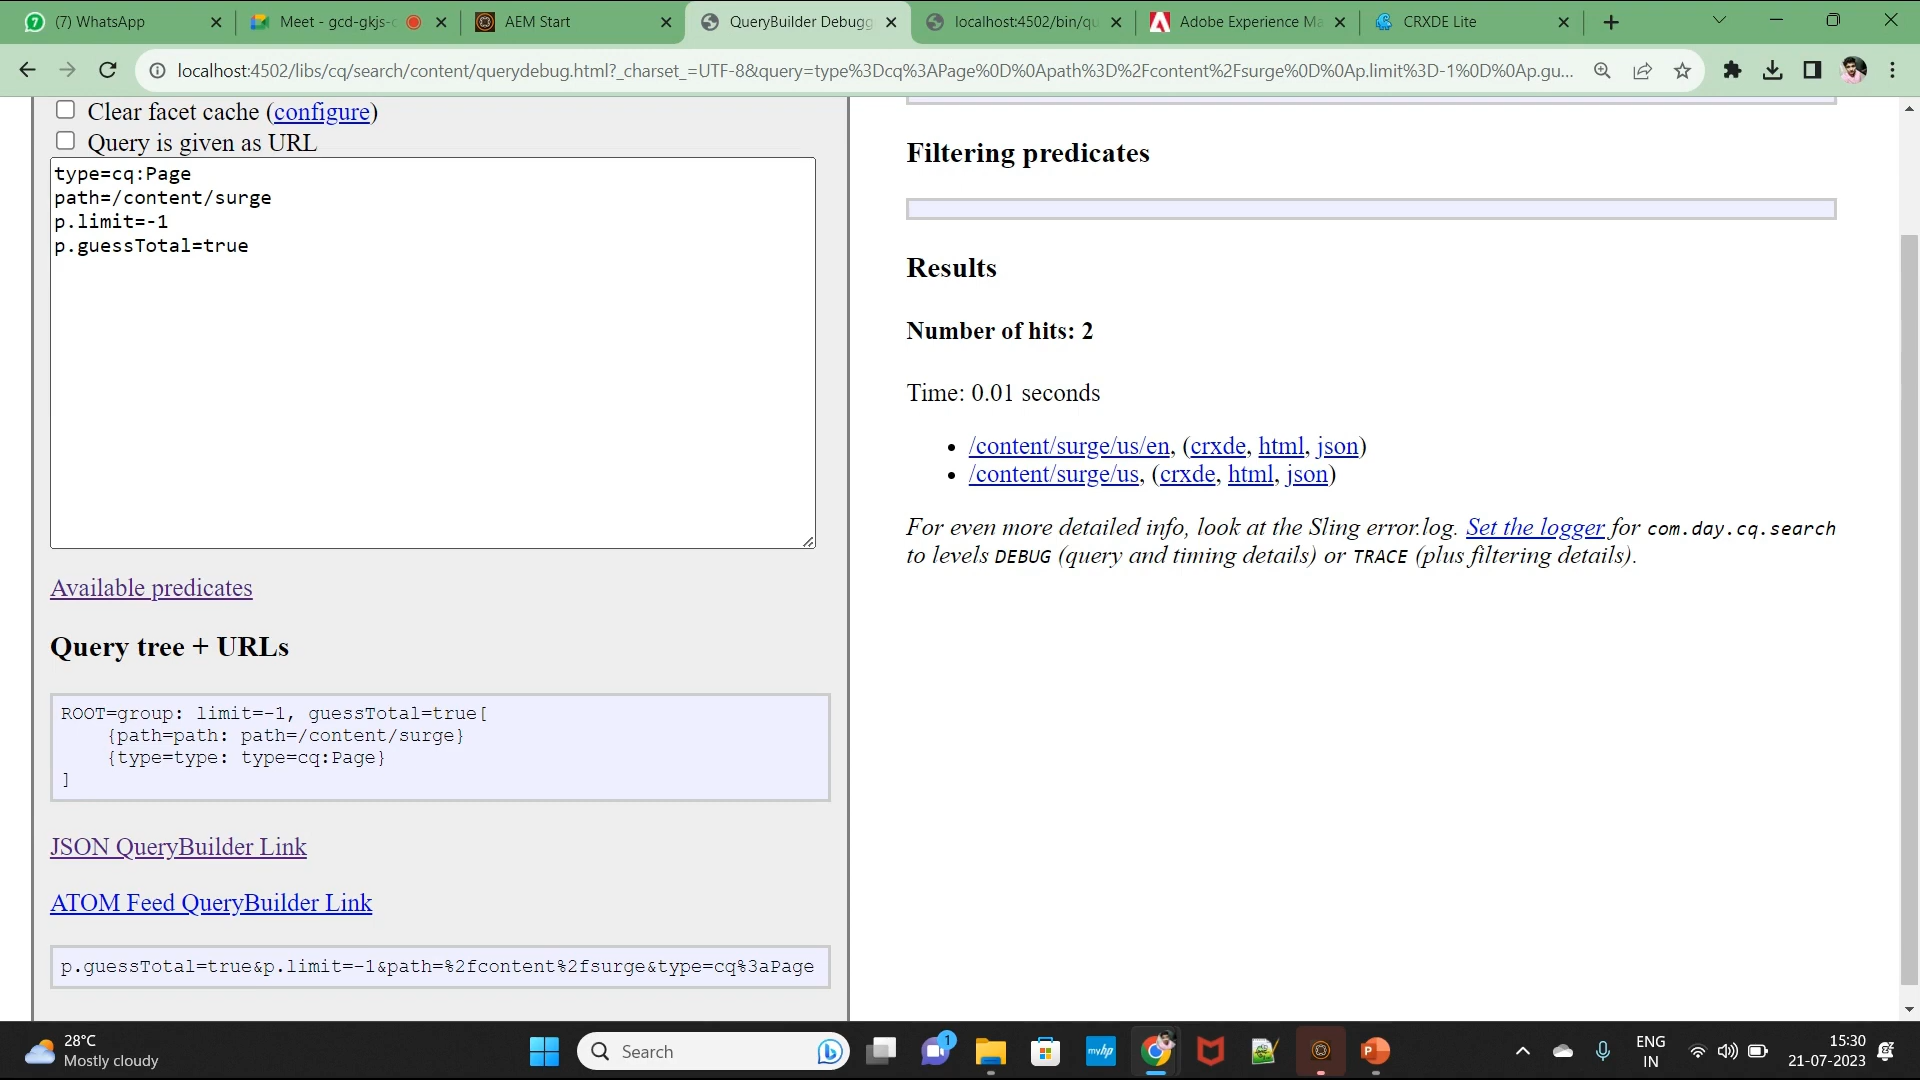 (7) WhatsApp
Meet - gcd-gkjs-
AEM Start
QueryBuilder Debugg
localhost:4502/bin/qu
Adobe Experience Ma
CRXDE Lite
localhost:4502/libs/cq/search/content/querydebug.html?_charset_=UTF-8&query=type%3Dcq%3APage%0D%0Apath%3D%2Fcontent%2Fsurge%0D%0Ap.limit%3D-1%0D%0Ap.gu...
Clear facet cache (configure)
Query is given as URL
type=cq:Page
path=/content/surge
p.limit=-1
p.guessTotal=true
Available predicates
Query tree + URLs
ROOT=group: limit=-1, guessTotal=true[
{path=path: path=/content/surge}
{type=type: type=cq:Page}
]
JSON QueryBuilder Link
ATOM Feed QueryBuilder Link
p.guessTotal=true&p.limit=-1&path=%2fcontent%2fsurge&type=cq%3aPage
Filtering predicates
Results
Number of hits: 2
Time: 0.01 seconds
• /content/surge/us/en, (crxde, html, json)
• /content/surge/us, (crxde, html, json)
For even more detailed info, look at the Sling error.log. Set the logger for com.day.cq.search
to levels DEBUG (query and timing details) or TRACE (plus filtering details).
28°C
Mostly cloudy
Search
1
myhp
ENG
IN
15:30
21-07-2023